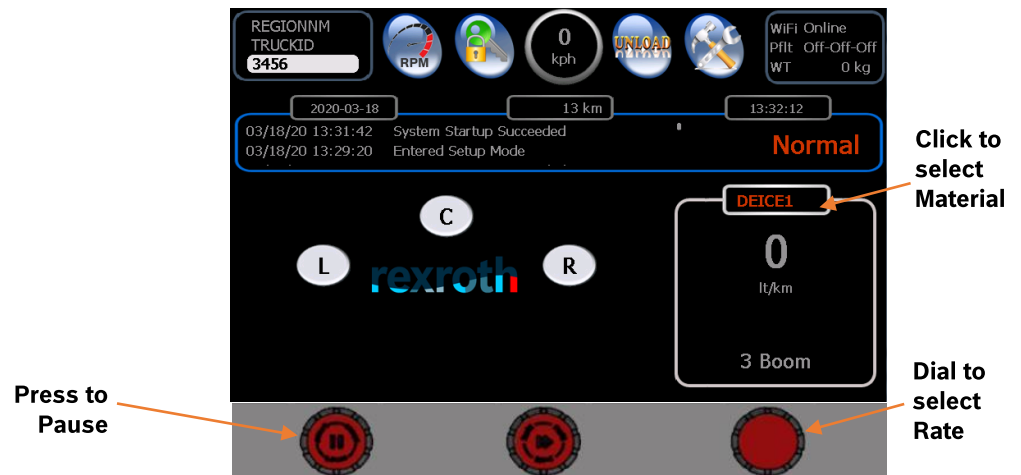 REGIONNM
TRUCKID
3456
RPM
0
kph
UNLOAD
WiFi Online
Pflt Off-Off-Off
WT 0 kg
2020-03-18
13 km
13:32:12
03/18/20 13:31:42 System Startup Succeeded
03/18/20 13:29:20 Entered Setup Mode
Normal
Click to
select
Material
DEICE1
C
L
R
rexroth
0
lt/km
3 Boom
Press to
Pause
Dial to
select
Rate